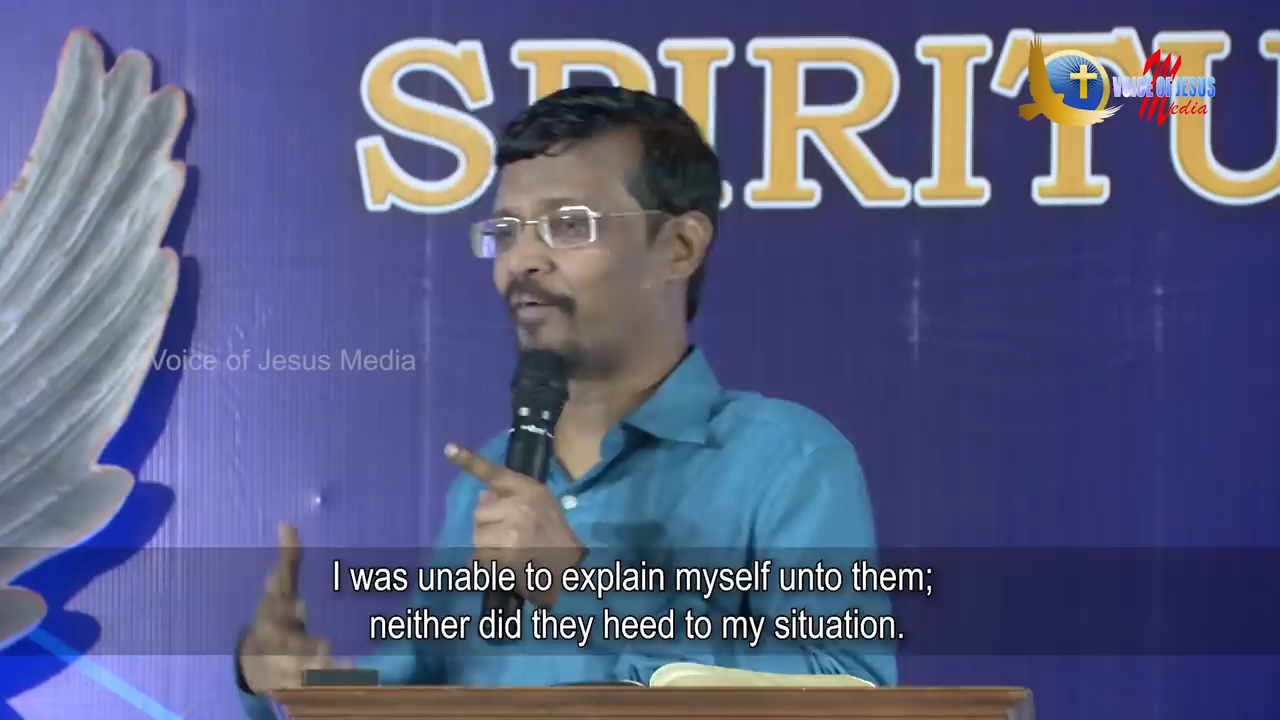 SPIRITU
VOICE OF JESUS
Media
© Voice of Jesus Media
I was unable to explain myself unto them;
neither did they heed to my situation.